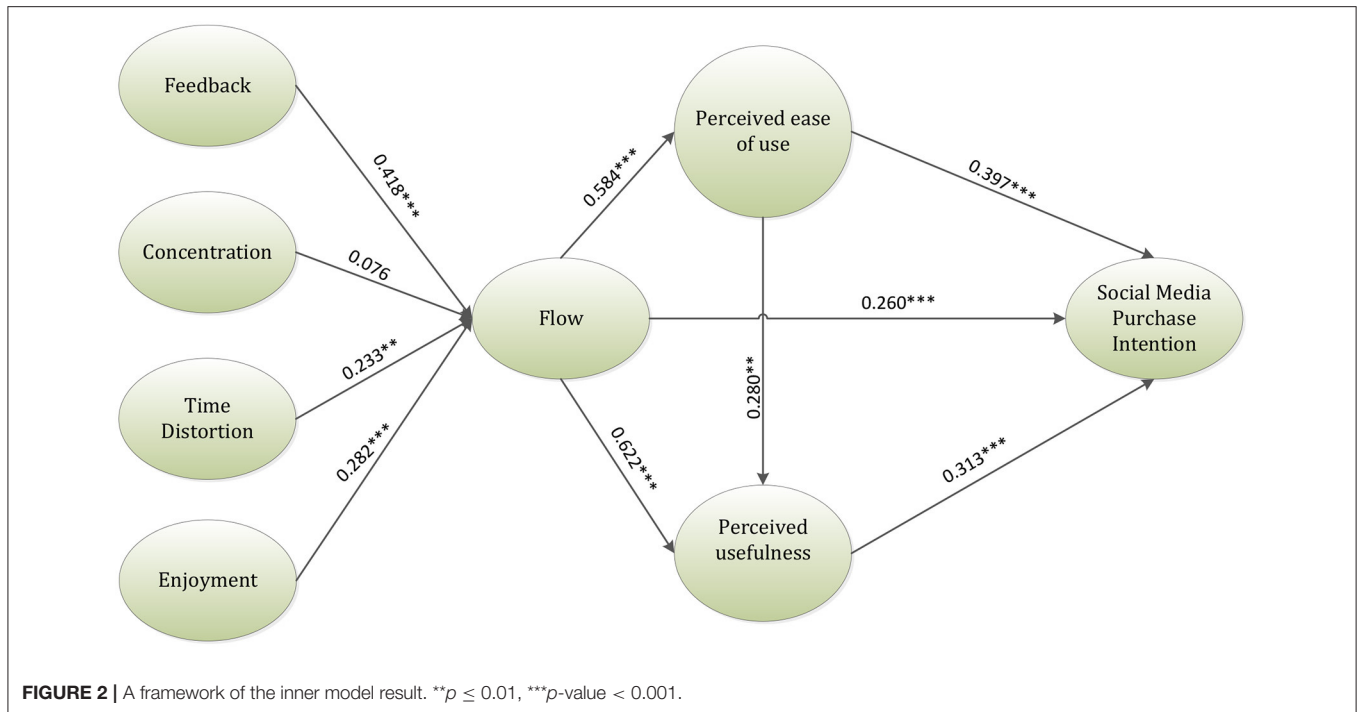 Feedback
Concentration
Time
Distortion
Enjoyment
0.418***
0.076
0.233**
0.282***
Flow
0.584***
0.622***
Perceived ease
of use
0.260***
0.280**
Perceived
usefulness
0.397***
0.313***
Social Media
Purchase
Intention
FIGURE 2 | A framework of the inner model result. **p ≤ 0.01, ***p-value < 0.001.